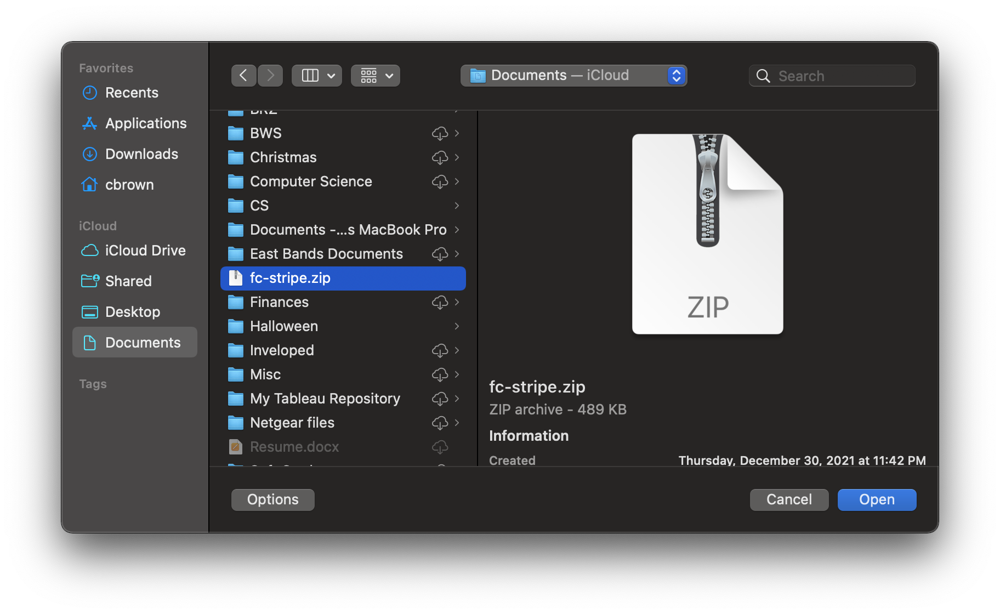 Favorites
Recents
Applications
Downloads
cbrown
iCloud
iCloud Drive
Shared
Desktop
Documents
Tags
Documents — iCloud
Search
BRZ
BWS
Christmas
Computer Science
CS
Documents -...s MacBook Pro
East Bands Documents
fc-stripe.zip
Finances
Halloween
Inveloped
Misc
My Tableau Repository
Netgear files
Resume.docx
ZIP
fc-stripe.zip
ZIP archive - 489 KB
Information
Created Thursday, December 30, 2021 at 11:42 PM
Options
Cancel
Open